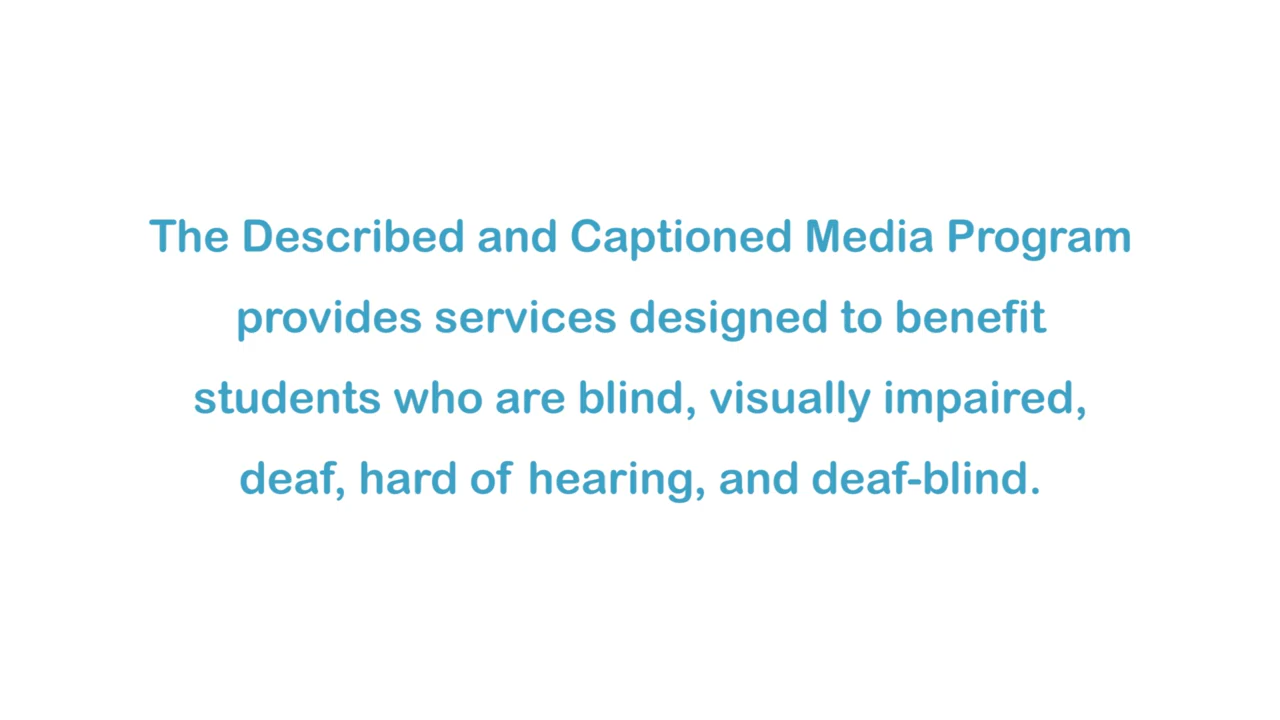 The Described and Captioned Media Program
provides services designed to benefit
students who are blind, visually impaired,
deaf, hard of hearing, and deaf-blind.